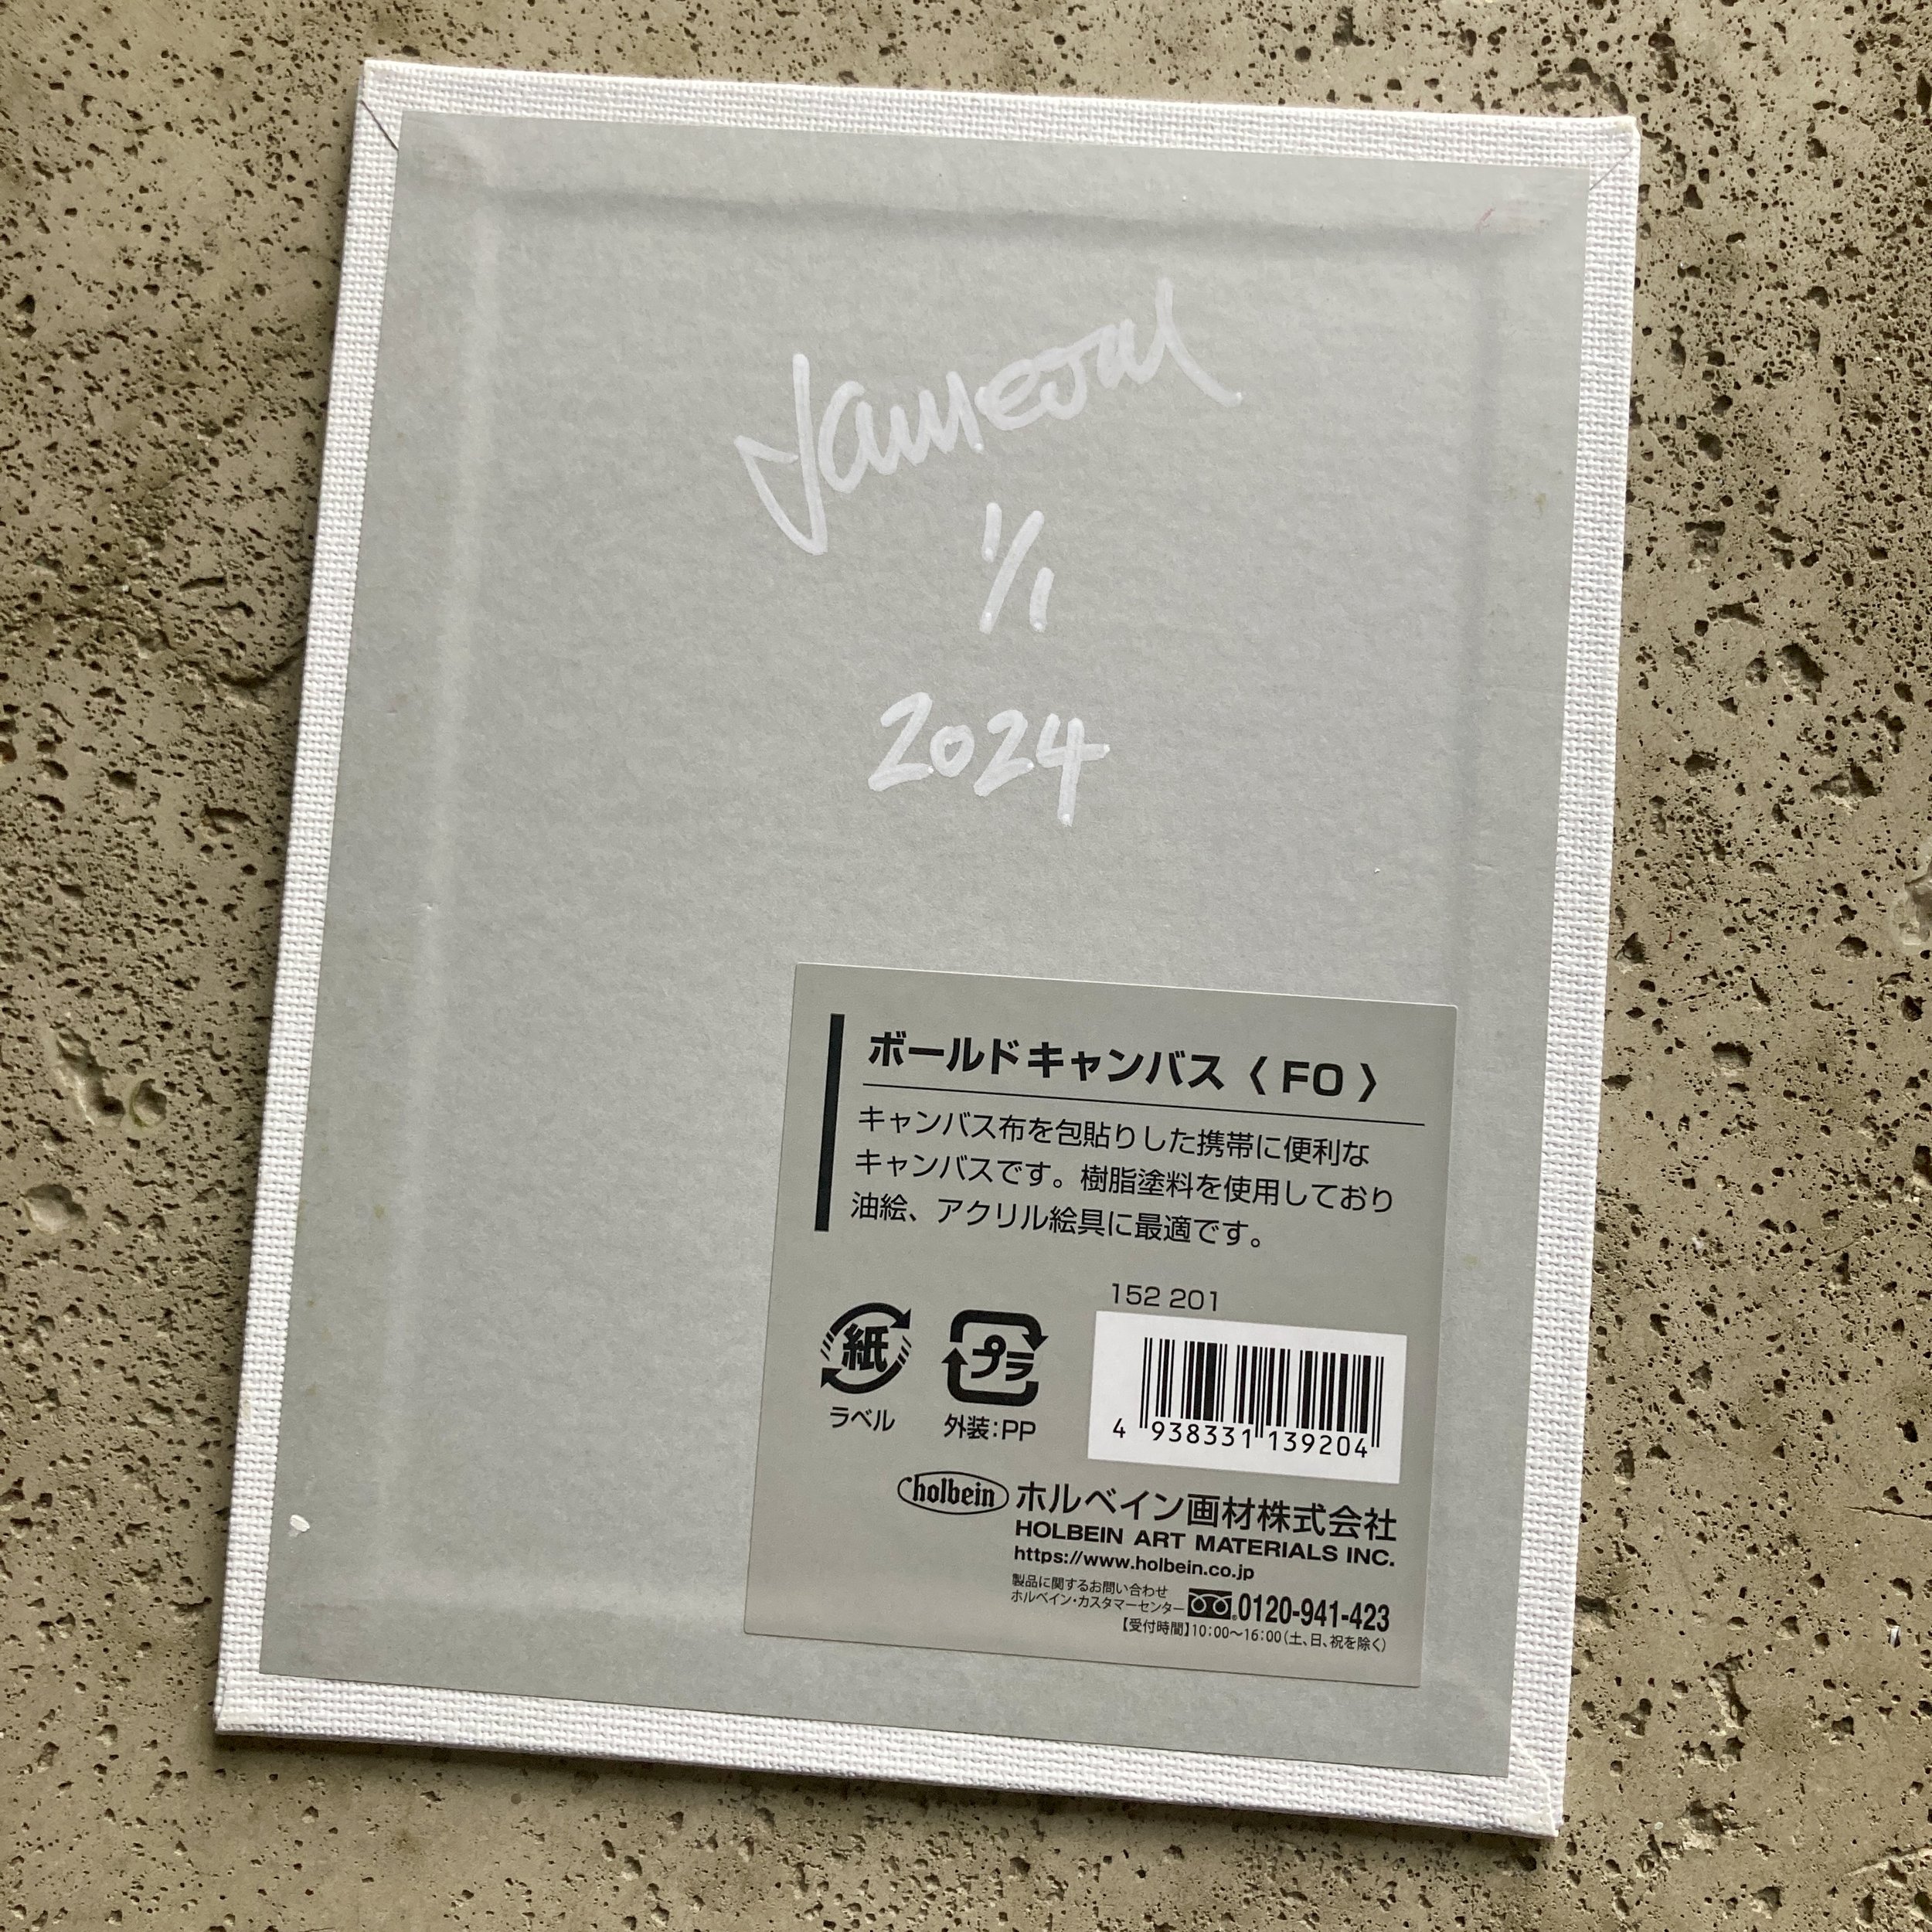 1/1
2024
ボールドキャンバス〈F0〉
キャンバス布を包貼りした携帯に便利な
キャンバスです。樹脂塗料を使用しており
油絵、アクリル絵具に最適です。
152 201
紙
ラベル
プラ
外装:PP
4 938331 139204
holbein ホルベイン画材株式会社
HOLBEIN ART MATERIALS INC.
https://www.holbein.co.jp
製品に関するお問い合わせ
ホルベイン・カスタマーセンター 0120-941-423
【受付時間】10:00〜16:00(土、日、祝を除く)